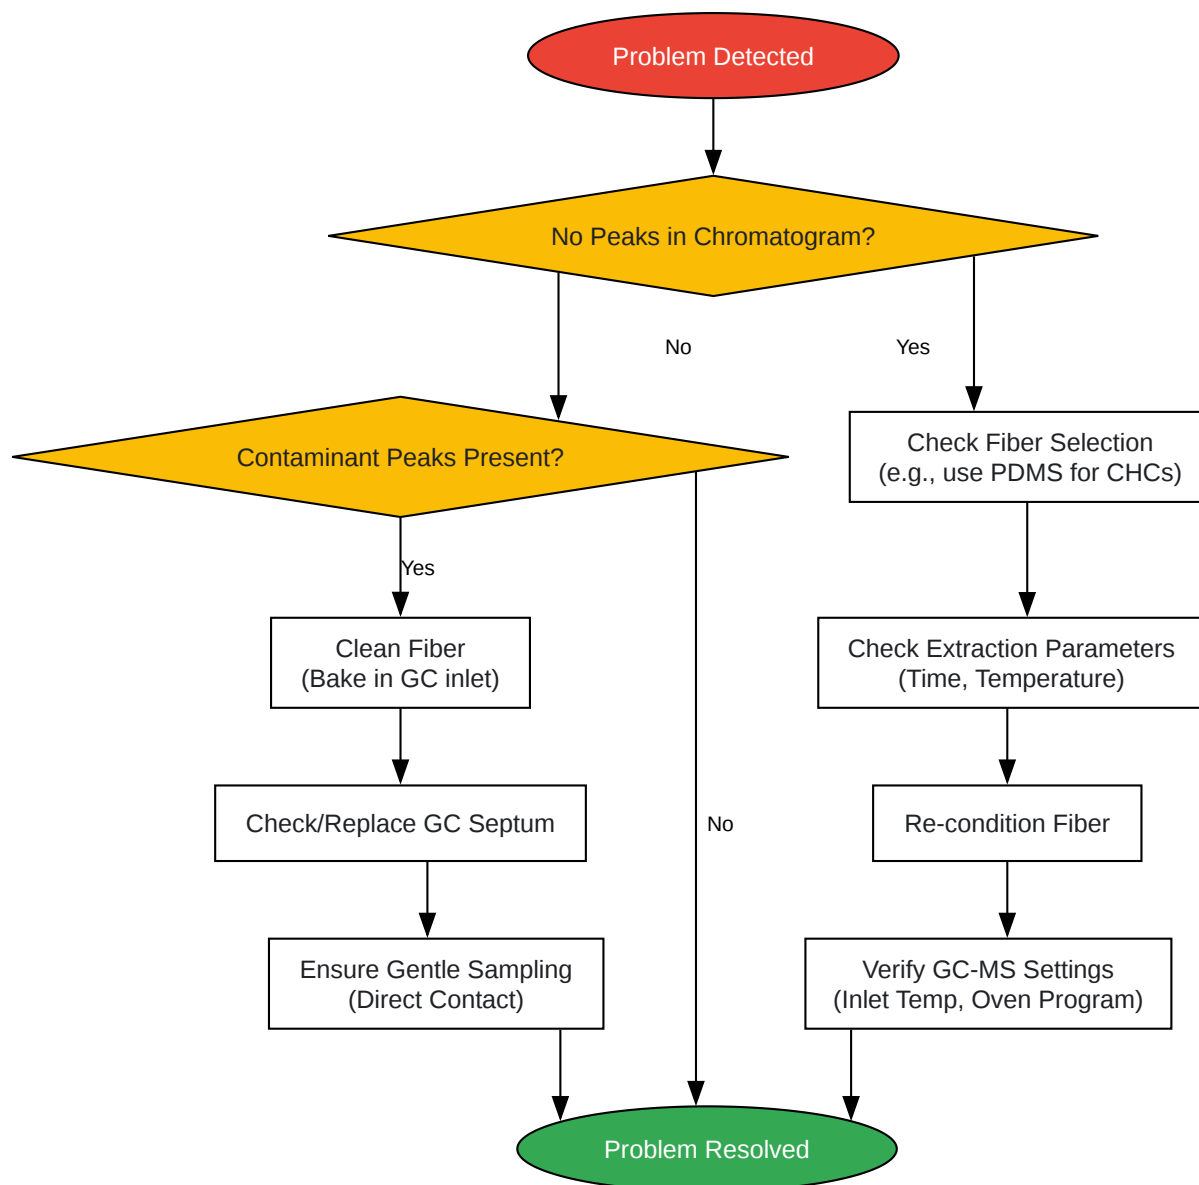 Problem Detected
No Peaks in Chromatogram?
No
Yes
Contaminant Peaks Present?
Check Fiber Selection
(e.g., use PDMS for CHCs)
Yes
Clean Fiber
(Bake in GC inlet)
Check Extraction Parameters
(Time, Temperature)
Check/Replace GC Septum
No
Re-condition Fiber
Ensure Gentle Sampling
(Direct Contact)
Verify GC-MS Settings
(Inlet Temp, Oven Program)
Problem Resolved